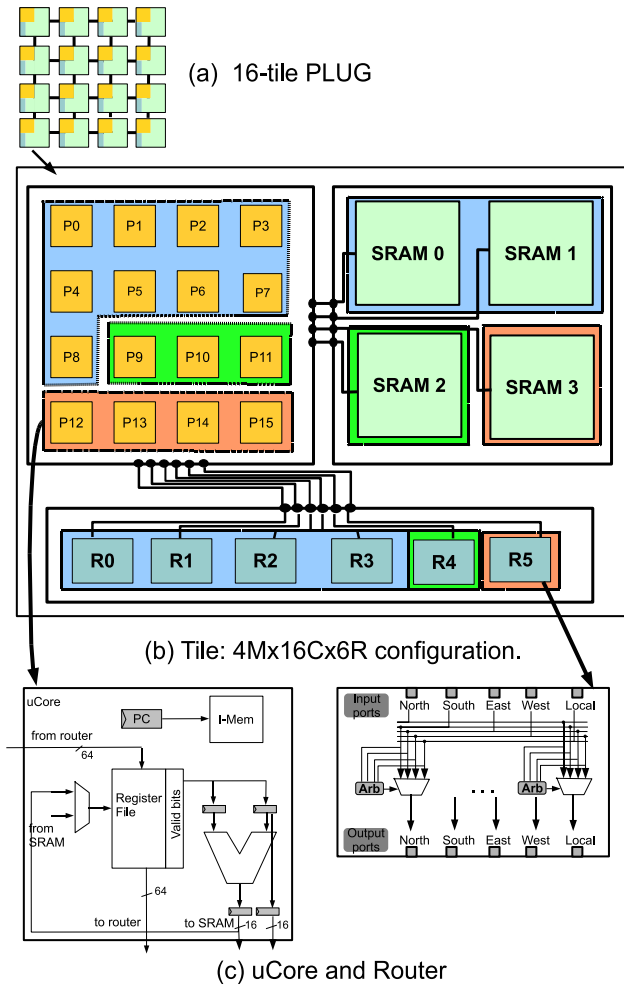 (a) 16-tile PLUG
P0 P1 P2 P3
P4 P5 P6 P7
P8 P9 P10 P11
P12 P13 P14 P15
SRAM 0 SRAM 1
SRAM 2 SRAM 3
R0 R1 R2 R3 R4 R5
(b) Tile: 4Mx16Cx6R configuration.
uCore
PC
I-Mem
from router
64
Register
File
Valid bits
from
SRAM
64
to router
to SRAM
16
16
Input
ports
North South East West Local
Arb
Arb
. . .
Output
ports
North South East West Local
(c) uCore and Router